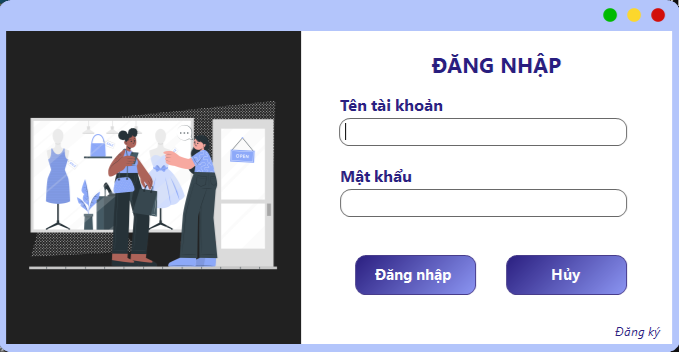 ĐĂNG NHẬP
Tên tài khoản
Mật khẩu
Đăng nhập
Hủy
Đăng ký
OPEN